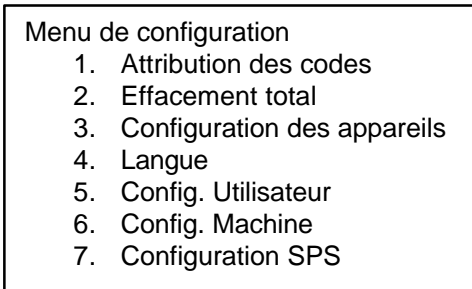 Menu de configuration
1. Attribution des codes
2. Effacement total
3. Configuration des appareils
4. Langue
5. Config. Utilisateur
6. Config. Machine
7. Configuration SPS